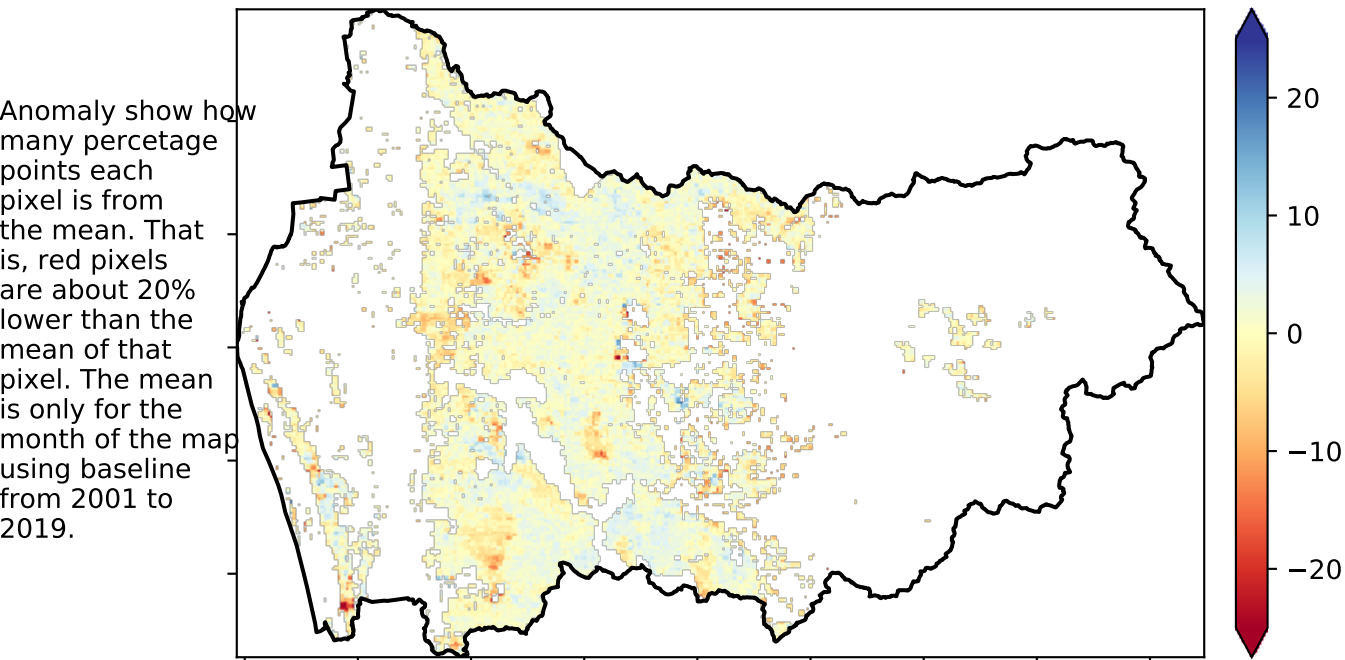 Anomaly show how
many percetage
points each
pixel is from
the mean. That
is, red pixels
are about 20%
lower than the
mean of that
pixel. The mean
is only for the
month of the map
using baseline
from 2001 to
2019.
20
10
0
−10
−20